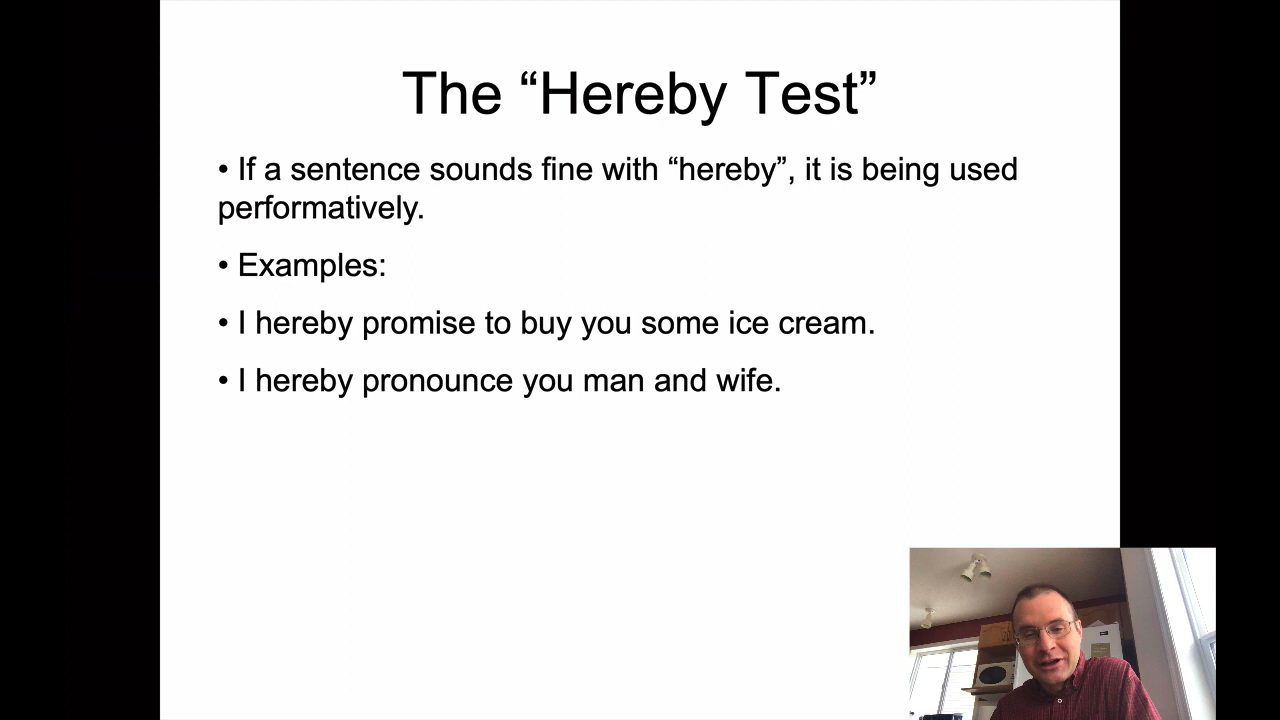 The “Hereby Test”
• If a sentence sounds fine with “hereby”, it is being used
performatively.
• Examples:
• I hereby promise to buy you some ice cream.
• I hereby pronounce you man and wife.